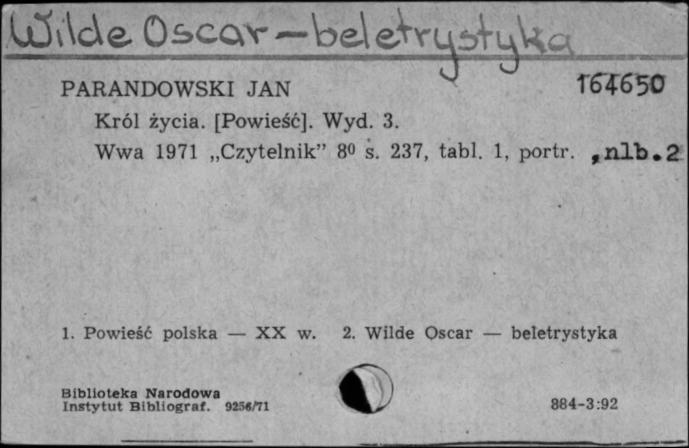 Wilde Oscar – beletrystyka
PARANDOWSKI JAN 164650
Król życia. [Powieść]. Wyd. 3.
Wwa 1971 „Czytelnik” 8⁰ s. 237, tabl. 1, portr. , nlb. 2
1. Powieść polska — XX w. 2. Wilde Oscar — beletrystyka
Biblioteka Narodowa
Instytut Bibliograf. 9256/71 884-3:92